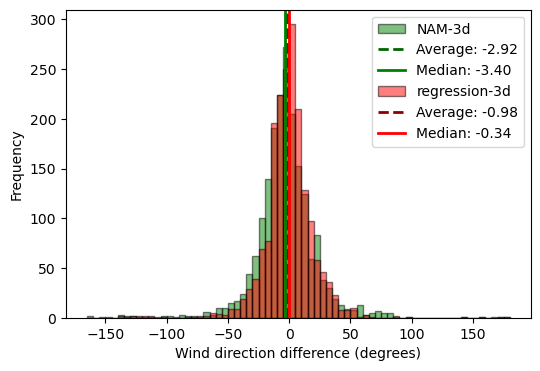 NAM-3d
Average: -2.92
Median: -3.40
regression-3d
Average: -0.98
Median: -0.34
Frequency
300
250
200
150
100
50
0
−150 −100 −50 0 50 100 150
Wind direction difference (degrees)